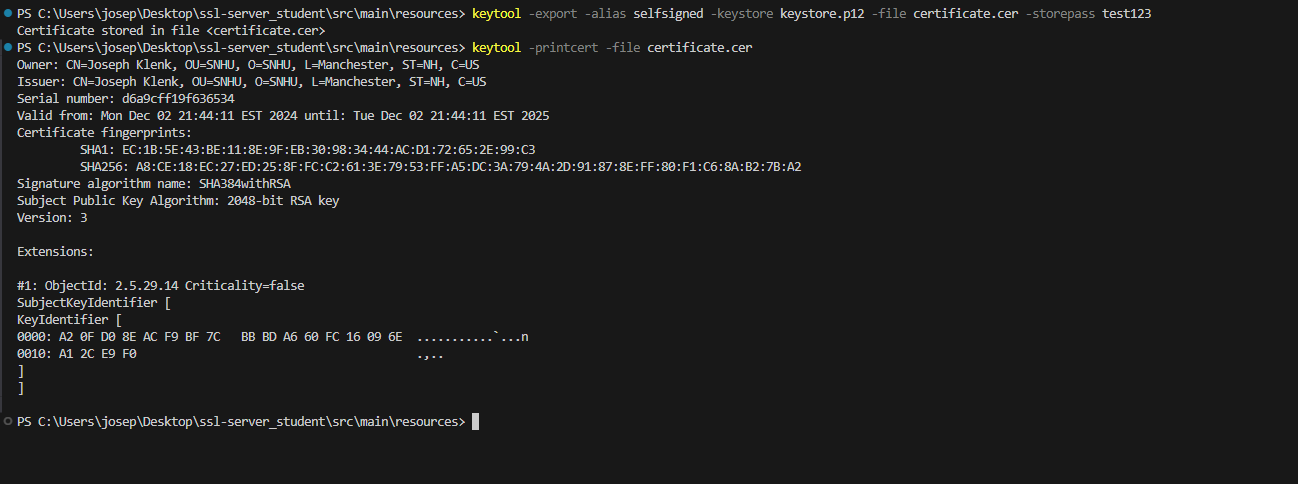 PS C:\Users\josep\Desktop\ssl-server_student\src\main\resources> keytool -export -alias selfsigned -keystore keystore.p12 -file certificate.cer -storepass test123
Certificate stored in file <certificate.cer>
PS C:\Users\josep\Desktop\ssl-server_student\src\main\resources> keytool -printcert -file certificate.cer
Owner: CN=Joseph Klenk, OU=SNHU, O=SNHU, L=Manchester, ST=NH, C=US
Issuer: CN=Joseph Klenk, OU=SNHU, O=SNHU, L=Manchester, ST=NH, C=US
Serial number: d6a9cff19f636534
Valid from: Mon Dec 02 21:44:11 EST 2024 until: Tue Dec 02 21:44:11 EST 2025
Certificate fingerprints:
SHA1: EC:1B:5E:43:BE:11:8E:9F:EB:30:98:34:44:AC:D1:72:65:2E:99:C3
SHA256: A8:CE:18:EC:27:ED:25:8F:FC:C2:61:3E:79:53:FF:A5:DC:3A:79:4A:2D:91:87:8E:FF:80:F1:C6:8A:B2:7B:A2
Signature algorithm name: SHA384withRSA
Subject Public Key Algorithm: 2048-bit RSA key
Version: 3
Extensions:
#1: ObjectId: 2.5.29.14 Criticality=false
SubjectKeyIdentifier [
KeyIdentifier [
0000: A2 0F D0 8E AC F9 BF 7C   BB BD A6 60 FC 16 09 6E  ...........`...n
0010: A1 2C E9 F0                                        .,..
]
]
PS C:\Users\josep\Desktop\ssl-server_student\src\main\resources>